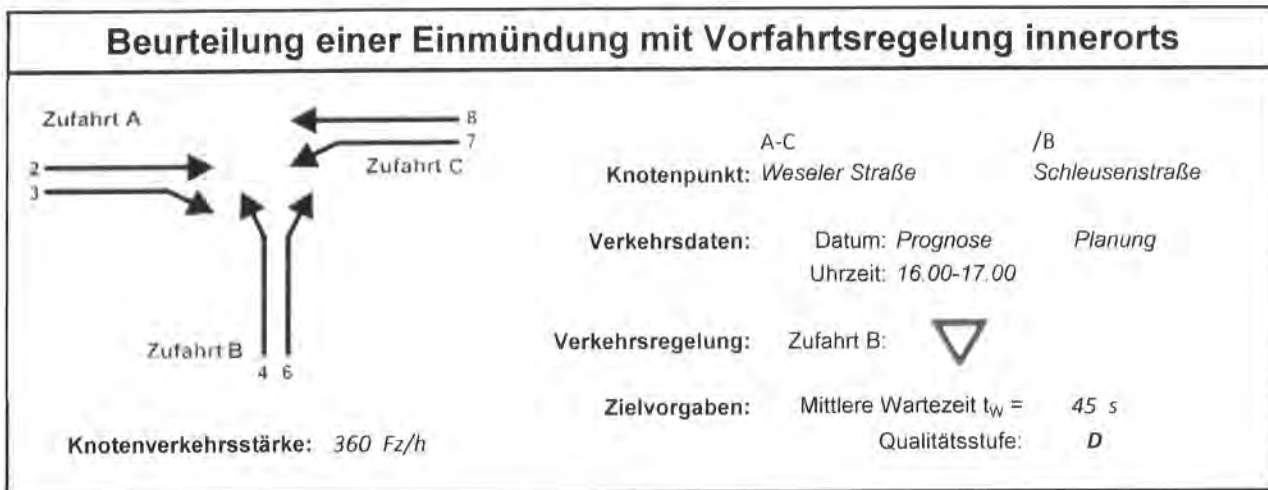 Beurteilung einer Einmündung mit Vorfahrtsregelung innerorts
Zufahrt A
8
7
Zufahrt C
2
3
Zufahrt B
4 6
Knotenverkehrsstärke: 360 Fz/h
A-C /B
Knotenpunkt: Weseler Straße Schleusenstraße
Verkehrsdaten: Datum: Prognose Planung
Uhrzeit: 16.00-17.00
Verkehrsregelung: Zufahrt B:
Zielvorgaben: Mittlere Wartezeit tW = 45 s
Qualitätsstufe: D